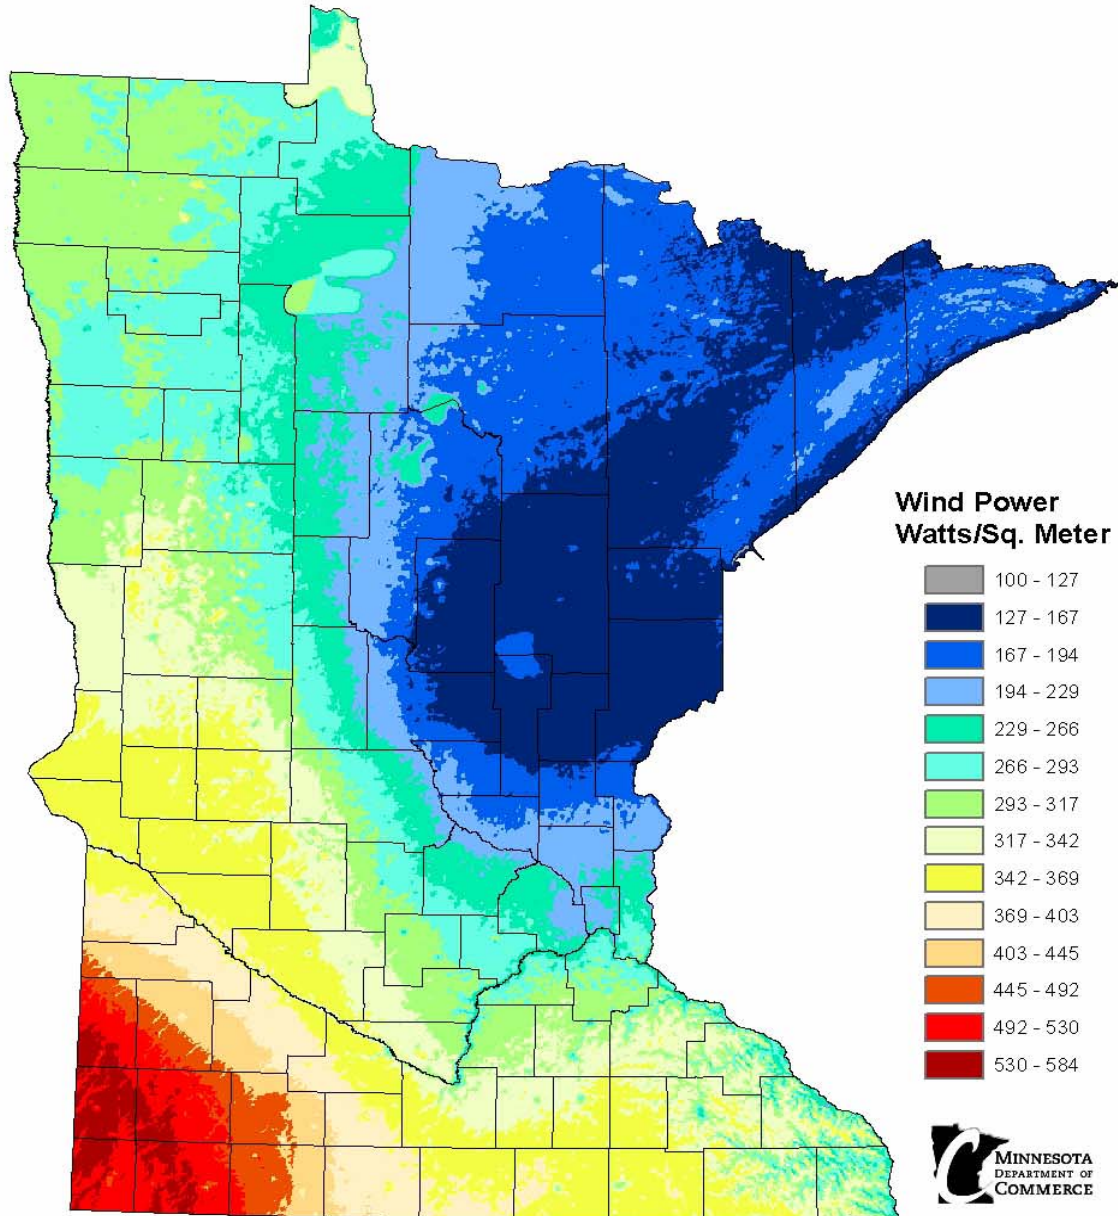 Wind Power
Watts/Sq. Meter
100 - 127
127 - 167
167 - 194
194 - 229
229 - 266
266 - 293
293 - 317
317 - 342
342 - 369
369 - 403
403 - 445
445 - 492
492 - 530
530 - 584
MINNESOTA
DEPARTMENT OF
COMMERCE